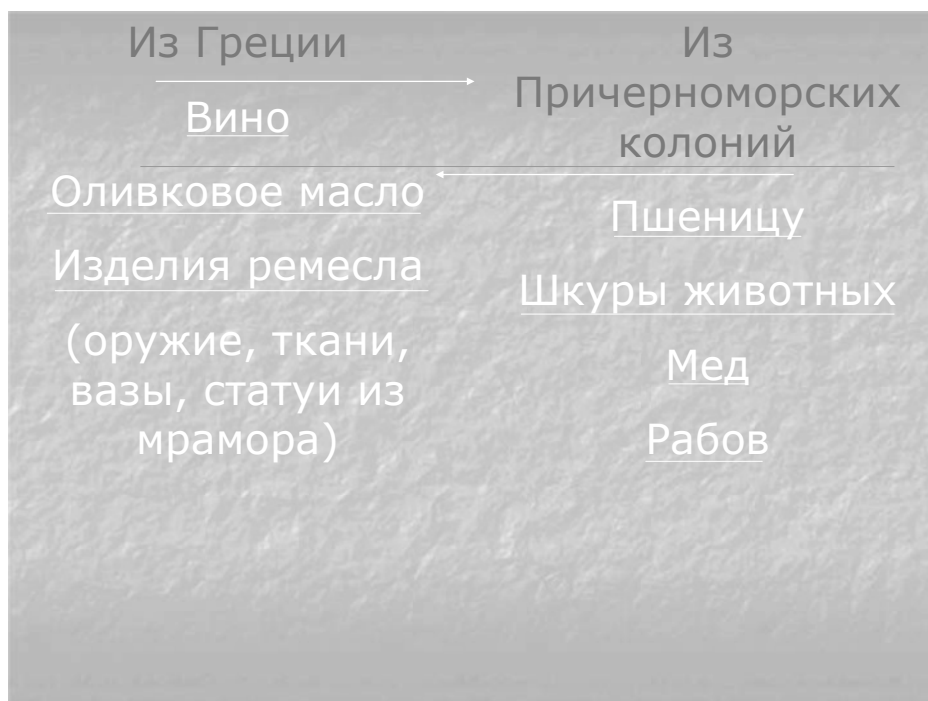 Из Греции
Вино
Оливковое масло
Изделия ремесла
(оружие, ткани,
вазы, статуи из
мрамора)
Из
Причерноморских
колоний
Пшеницу
Шкуры животных
Мед
Рабов